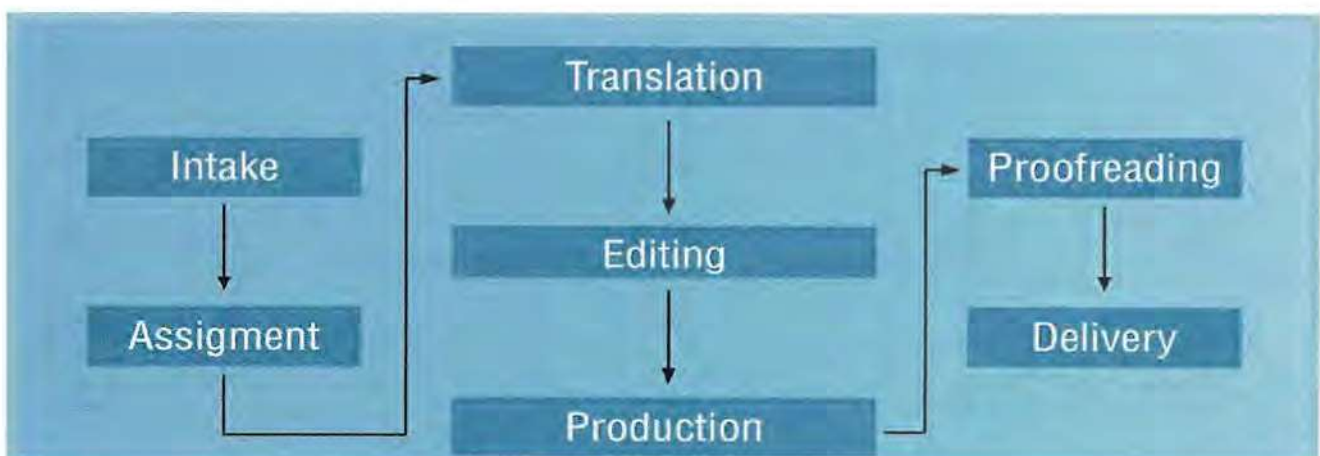 Intake
Assigment
Translation
Editing
Production
Proofreading
Delivery